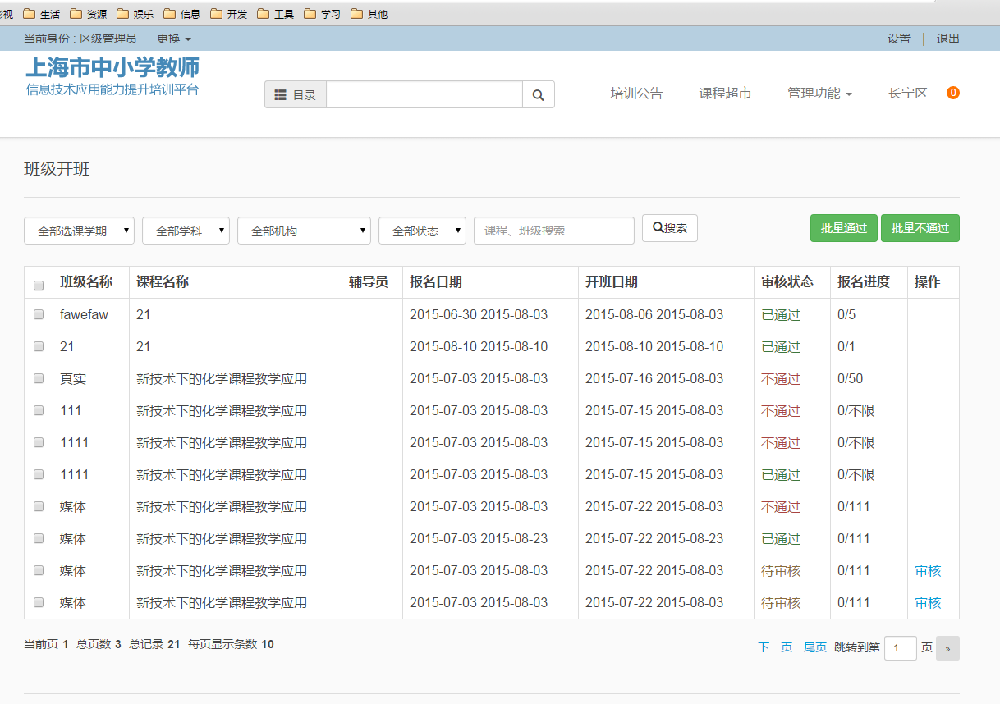 生活 资源 娱乐 信息 开发 工具 学习 其他
当前身份 : 区级管理员 更换 设置 | 退出
上海市中小学教师
信息技术应用能力提升培训平台
目录 培训公告 课程超市 管理功能 长宁区 0
班级开班
全部选课学期 全部学科 全部机构 全部状态 课程、班级搜索 搜索 批量通过 批量不通过
班级名称 课程名称 辅导员 报名日期 开班日期 审核状态 报名进度 操作
fawefaw 21 2015-06-30 2015-08-03 2015-08-06 2015-08-03 已通过 0/5
21 21 2015-08-10 2015-08-10 2015-08-10 2015-08-10 已通过 0/1
真实 新技术下的化学课程教学应用 2015-07-03 2015-08-03 2015-07-16 2015-08-03 不通过 0/50
111 新技术下的化学课程教学应用 2015-07-03 2015-08-03 2015-07-15 2015-08-03 不通过 0/不限
1111 新技术下的化学课程教学应用 2015-07-03 2015-08-03 2015-07-15 2015-08-03 不通过 0/不限
1111 新技术下的化学课程教学应用 2015-07-03 2015-08-03 2015-07-15 2015-08-03 已通过 0/不限
媒体 新技术下的化学课程教学应用 2015-07-03 2015-08-03 2015-07-22 2015-08-03 不通过 0/111
媒体 新技术下的化学课程教学应用 2015-07-03 2015-08-23 2015-07-22 2015-08-23 已通过 0/111
媒体 新技术下的化学课程教学应用 2015-07-03 2015-08-03 2015-07-22 2015-08-03 待审核 0/111 审核
媒体 新技术下的化学课程教学应用 2015-07-03 2015-08-03 2015-07-22 2015-08-03 待审核 0/111 审核
当前页 1 总页数 3 总记录 21 每页显示条数 10 下一页 尾页 跳转到第 1 页 »